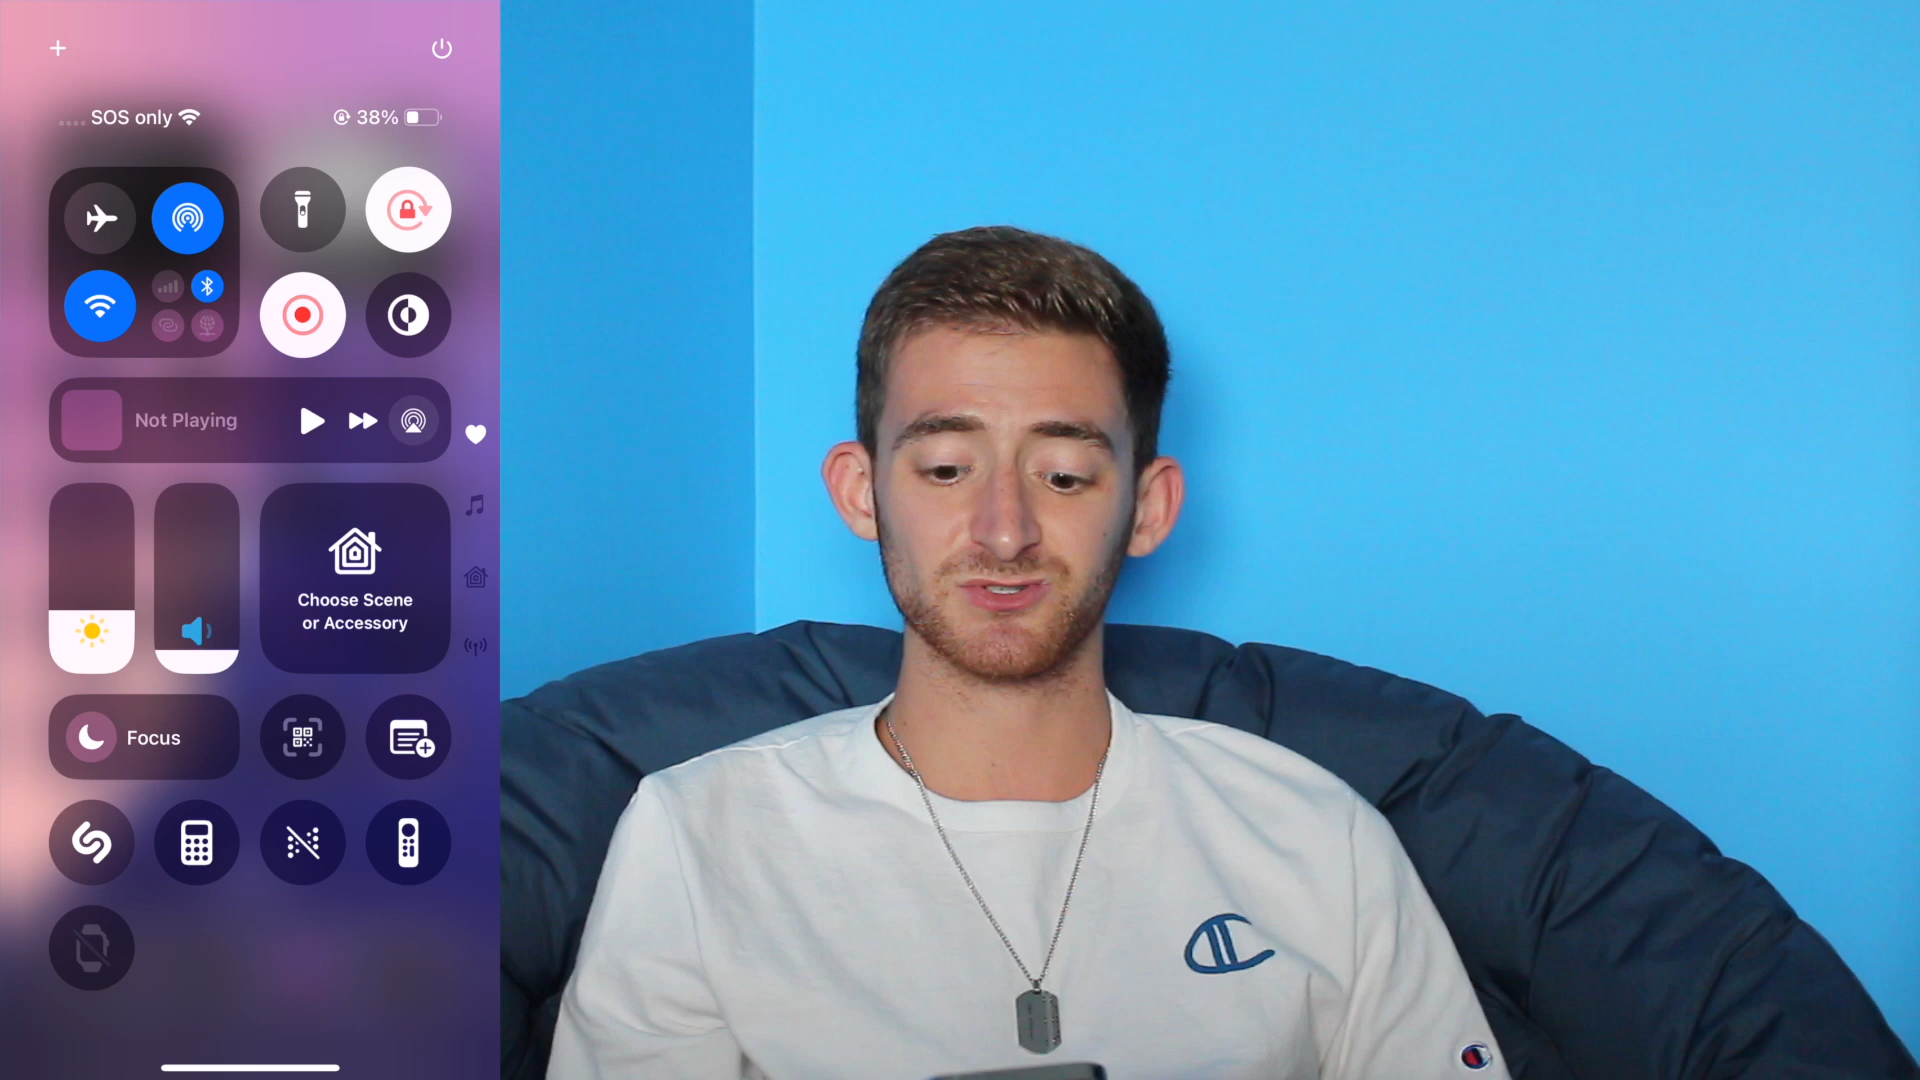 SOS only
38%
Not Playing
Choose Scene
or Accessory
Focus